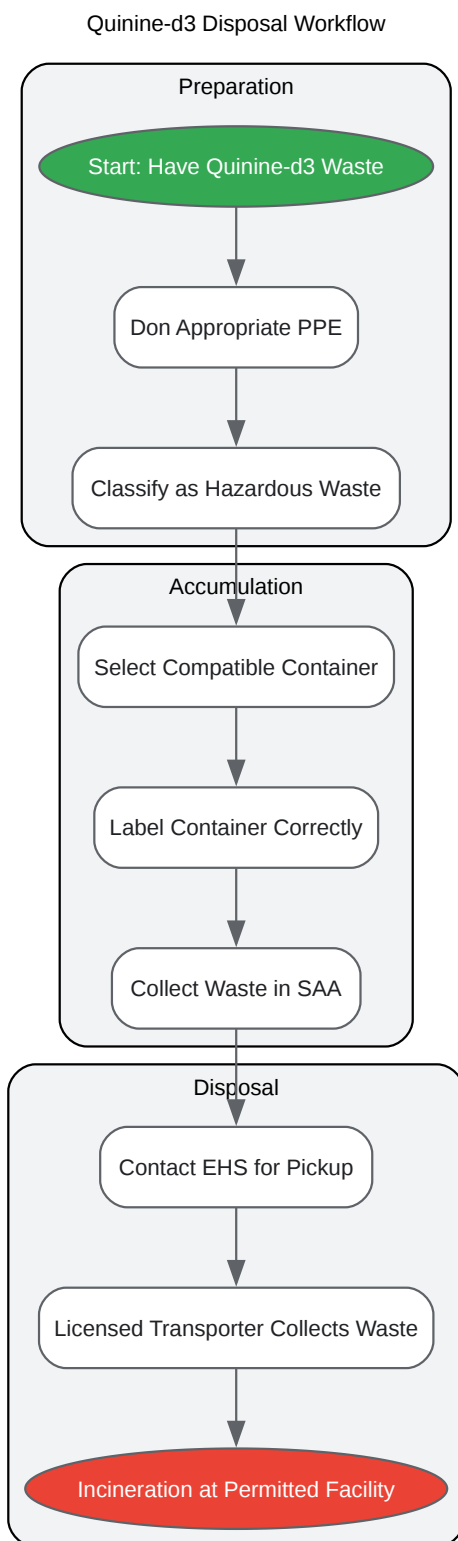 Quinine-d3 Disposal Workflow
Preparation
Start: Have Quinine-d3 Waste
Don Appropriate PPE
Classify as Hazardous Waste
Accumulation
Select Compatible Container
Label Container Correctly
Collect Waste in SAA
Disposal
Contact EHS for Pickup
Licensed Transporter Collects Waste
Incineration at Permitted Facility